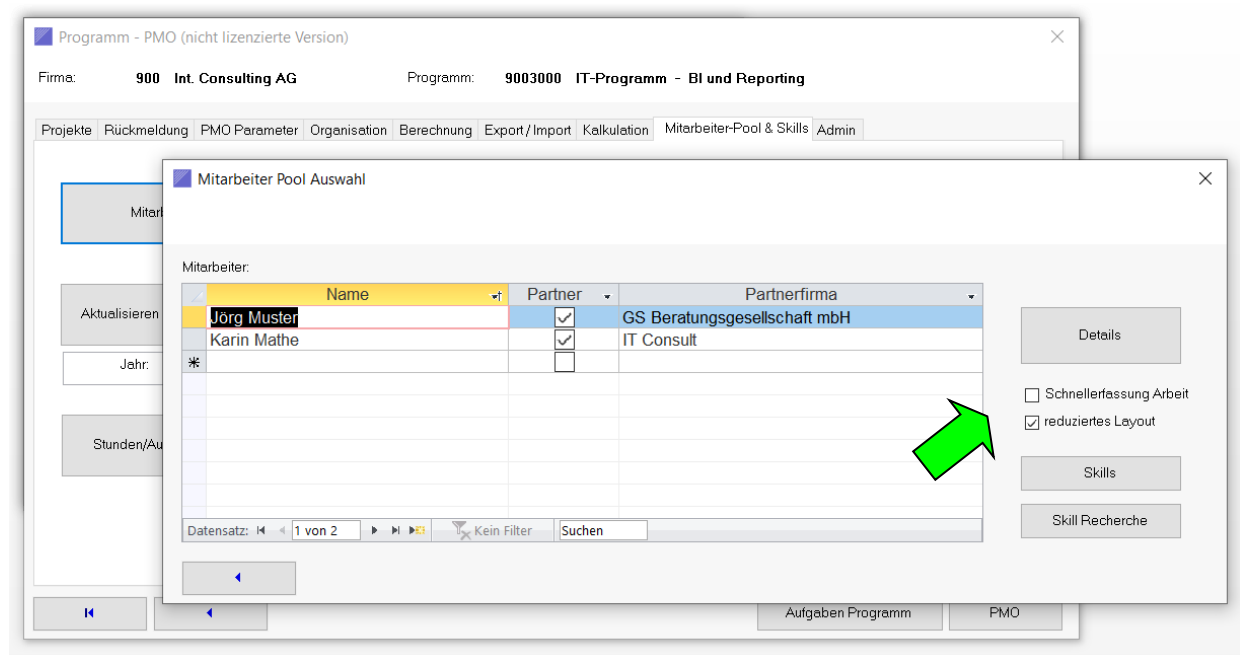 Programm - PMO (nicht lizenzierte Version)
Firma: 900 Int. Consulting AG Programm: 9003000 IT-Programm - BI und Reporting
Projekte Rückmeldung PMO Parameter Organisation Berechnung Export / Import Kalkulation Mitarbeiter-Pool & Skills Admin
Mitarbeiter Pool Auswahl
Mitarbeiter:
Name Partner Partnerfirma
Jörg Muster GS Beratungsgesellschaft mbH
Karin Mathe IT Consult
Aktualisieren
Jahr:
Details
Schnellerfassung Arbeit
reduziertes Layout
Skills
Skill Recherche
Datensatz: 1 von 2 Kein Filter Suchen
Aufgaben Programm PMO